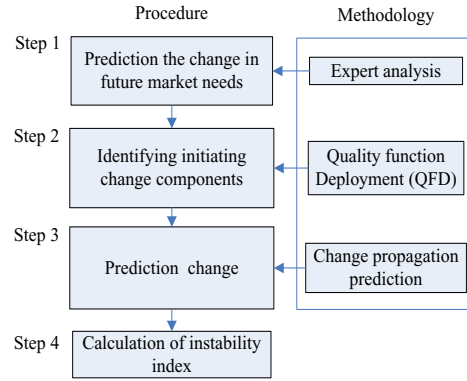 Procedure
Methodology
Step 1
Prediction the change in
future market needs
Expert analysis
Step 2
Identifying initiating
change components
Quality function
Deployment (QFD)
Step 3
Prediction change
Change propagation
prediction
Step 4
Calculation of instability
index